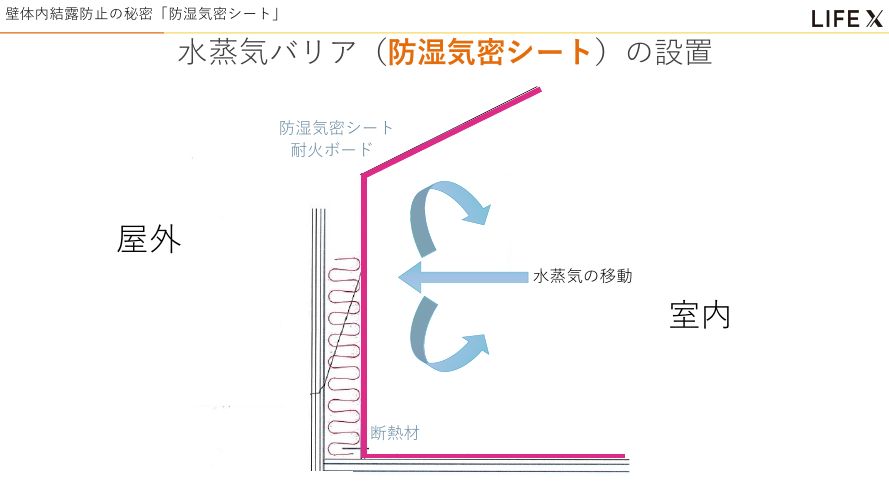 壁体内結露防止の秘密「防湿気密シート」
LIFE X
水蒸気バリア（防湿気密シート）の設置
防湿気密シート
耐火ボード
屋外
水蒸気の移動
室内
断熱材